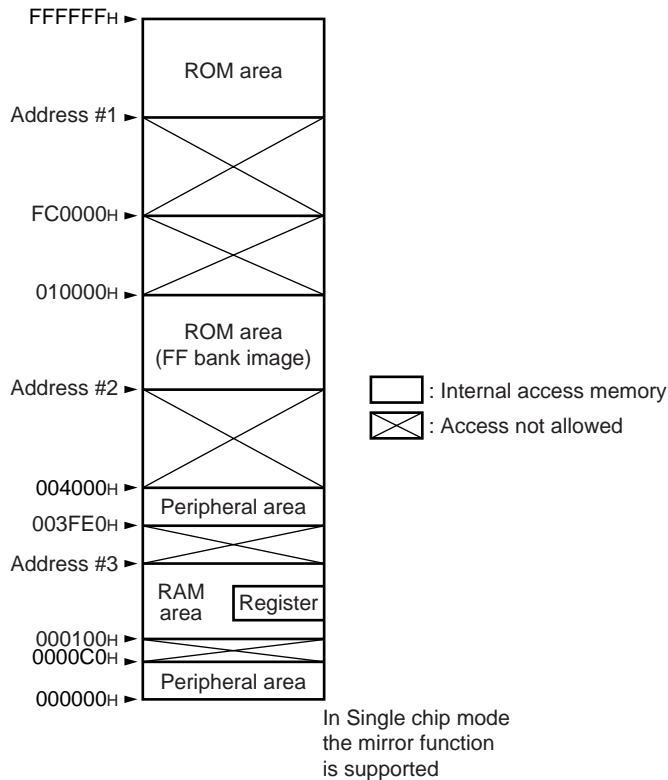 FFFFFFH
ROM area
Address #1
FC0000H
010000H
ROM area
(FF bank image)
Address #2
: Internal access memory
: Access not allowed
004000H
Peripheral area
003FE0H
Address #3
RAM
area
Register
000100H
0000C0H
Peripheral area
000000H
In Single chip mode
the mirror function
is supported